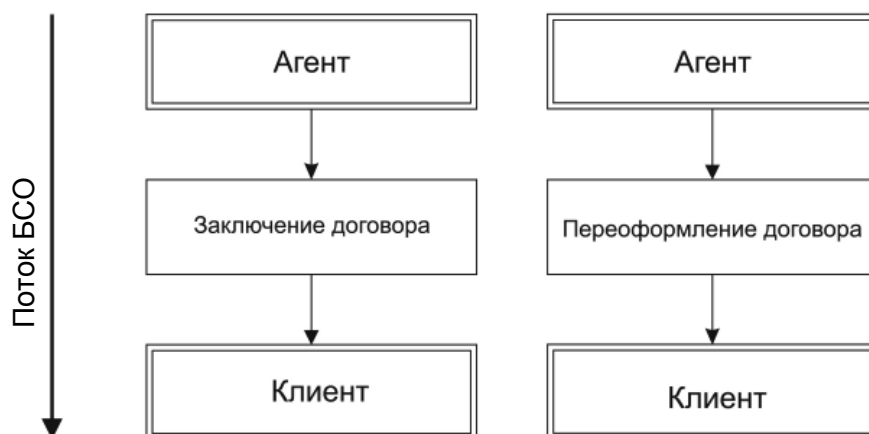 Поток БСО
Агент
Агент
Заключение договора
Переоформление договора
Клиент
Клиент